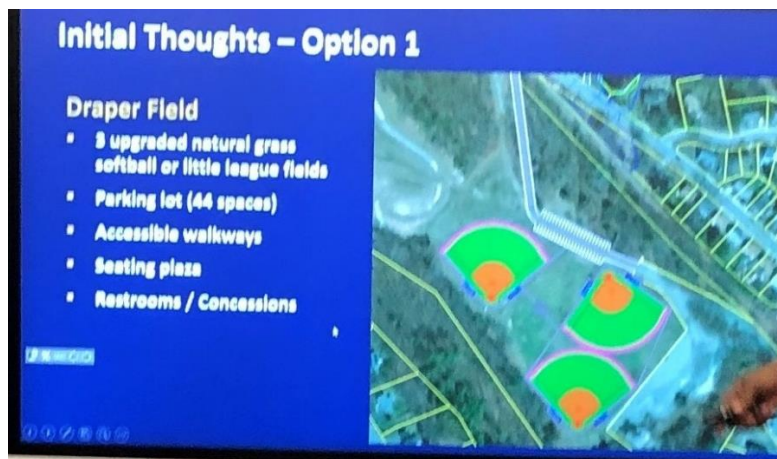 Initial Thoughts – Option 1
Draper Field
▪ 3 upgraded natural grass
softball or little league fields
▪ Parking lot (44 spaces)
▪ Accessible walkways
▪ Seating plaza
▪ Restrooms / Concessions